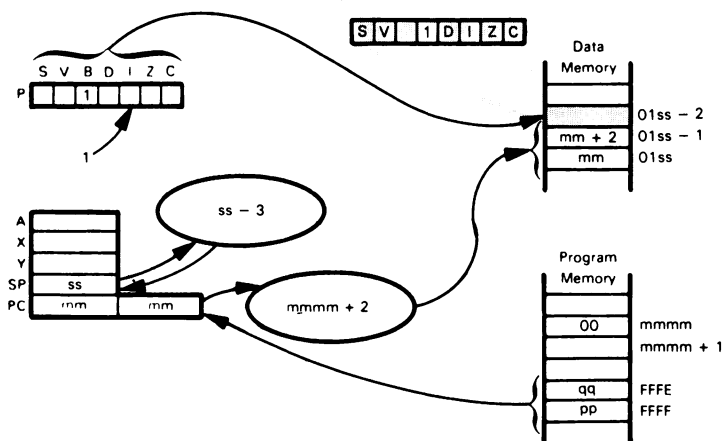 S V 1 D I Z C
Data
Memory
S V B D I Z C
P 1
1
01ss – 2
mm + 2 01ss – 1
mm 01ss
ss – 3
A
X
Y
SP ss
PC mm mm
mmmm + 2
Program
Memory
00 mmmm
mmmm + 1
qq FFFE
pp FFFF